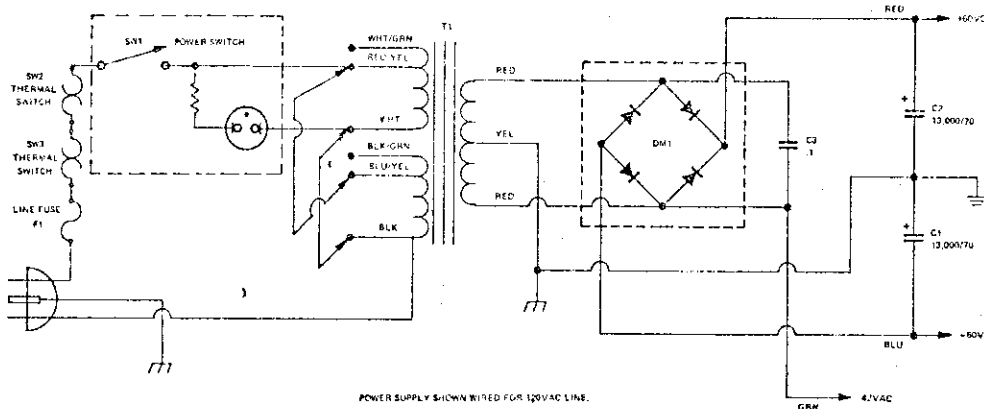 RED
+60VDC
T1
WHT/GRN
RED/YEL
SW1
POWER SWITCH
SW2
THERMAL
SWITCH
RED
C2
13,000/70
WHT
DM1
YEL
C3
.1
BLK/GRN
BLU/YEL
SW3
THERMAL
SWITCH
RED
LINE FUSE
F1
BLK
C1
13,000/70
BLU
POWER SUPPLY SHOWN WIRED FOR 120VAC LINE.
GRN
42VAC